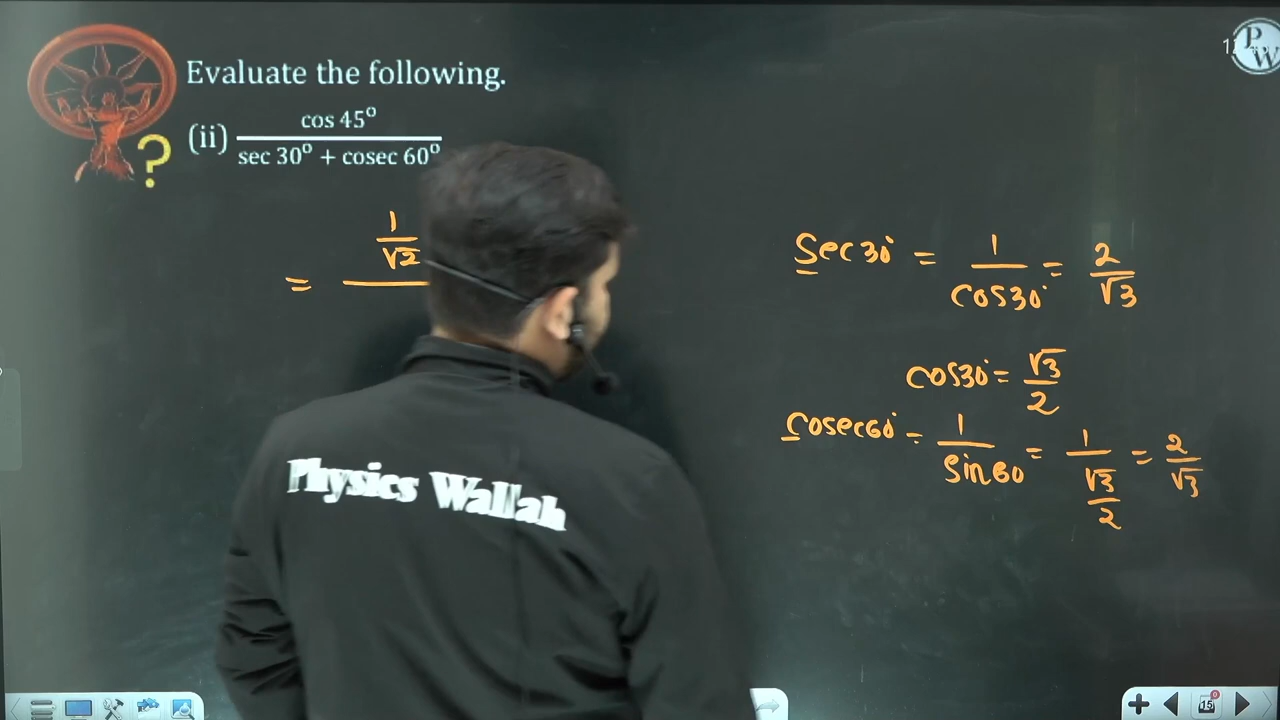 Evaluate the following.
(ii) cos 45° / sec 30° + cosec 60°
?
= 1/√2
Sec30° = 1/cos30° = 2/√3
cos30° = √3/2
cosec60° = 1/sin60 = 1/(√3/2) = 2/√3
Physics Wallah
P
W
15